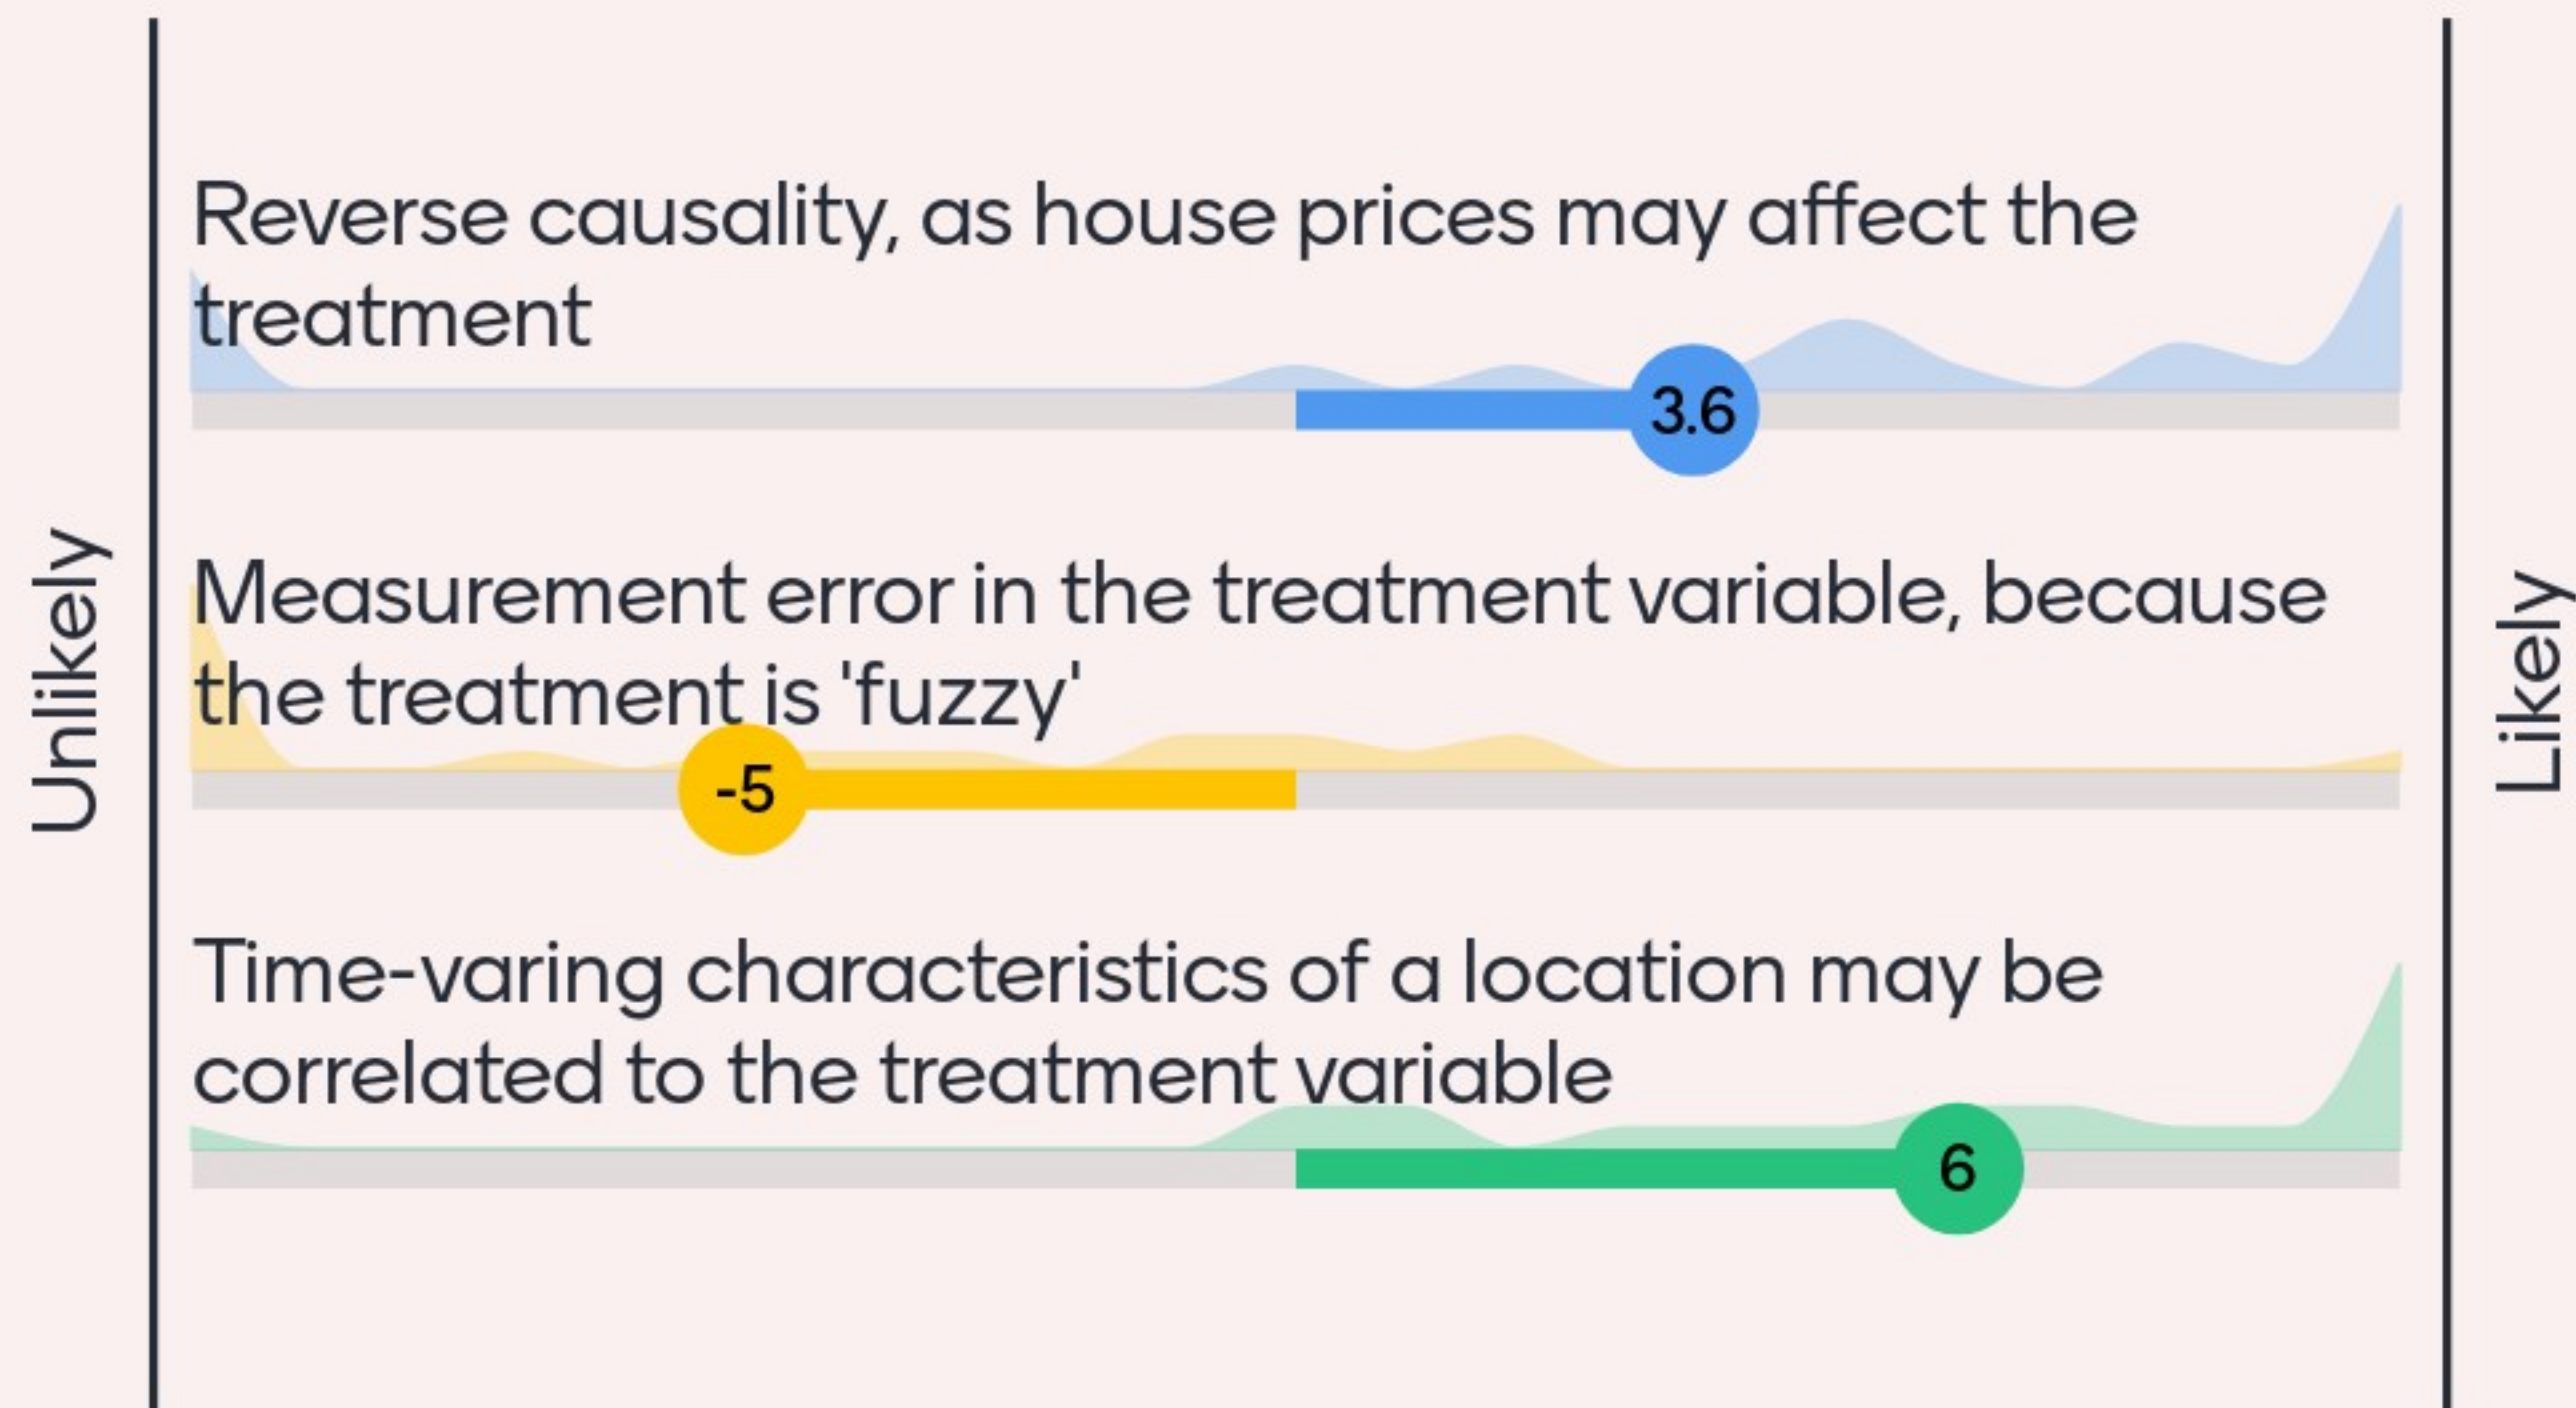 Reverse causality, as house prices may affect the
treatment
3.6
Unlikely
Measurement error in the treatment variable, because
the treatment is 'fuzzy'
-5
Likely
Time-varing characteristics of a location may be
correlated to the treatment variable
6